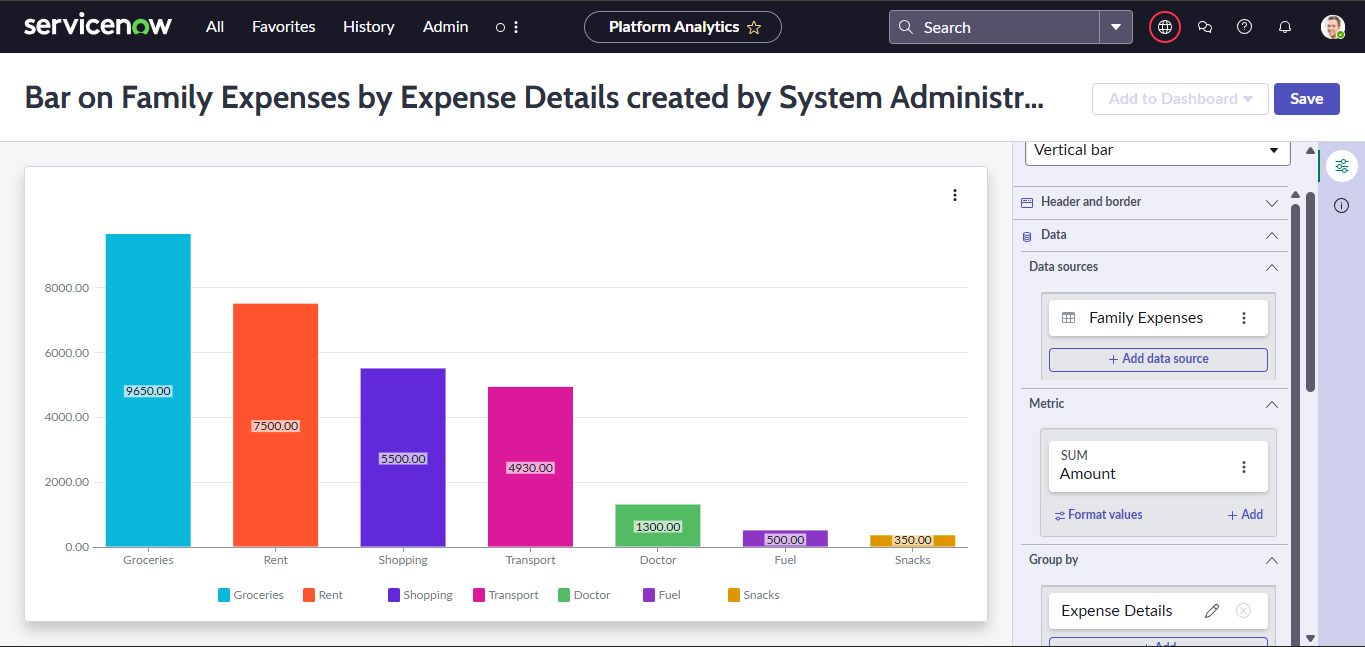 servicenow All Favorites History Admin Platform Analytics Search
Bar on Family Expenses by Expense Details created by System Administr... Add to Dashboard Save
Vertical bar
Header and border
Data
Data sources
Family Expenses
+ Add data source
Metric
SUM
Amount
Format values + Add
Group by
Expense Details
+ Add
8000.00
6000.00
4000.00
2000.00
0.00
9650.00
7500.00
5500.00
4930.00
1300.00
500.00
350.00
Groceries Rent Shopping Transport Doctor Fuel Snacks
Groceries Rent Shopping Transport Doctor Fuel Snacks